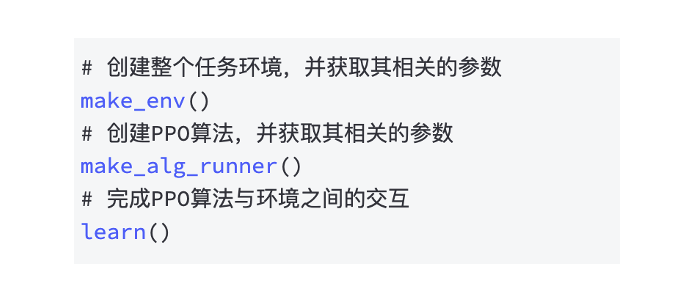 # 创建整个任务环境，并获取其相关的参数
make_env()
# 创建PPO算法，并获取其相关的参数
make_alg_runner()
# 完成PPO算法与环境之间的交互
learn()